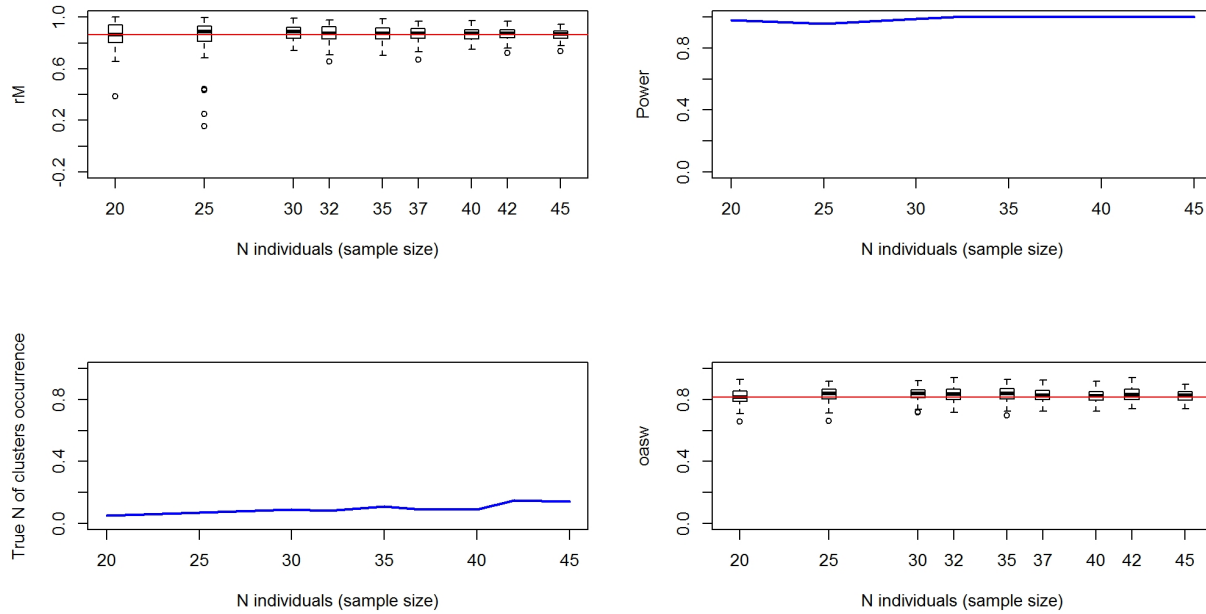 rM
1.0
0.6
0.2
-0.2
20 25 30 32 35 37 40 42 45
N individuals (sample size)
Power
0.8
0.4
0.0
20 25 30 35 40 45
N individuals (sample size)
True N of clusters occurrence
0.8
0.4
0.0
20 25 30 35 40 45
N individuals (sample size)
oasw
0.8
0.4
0.0
20 25 30 32 35 37 40 42 45
N individuals (sample size)